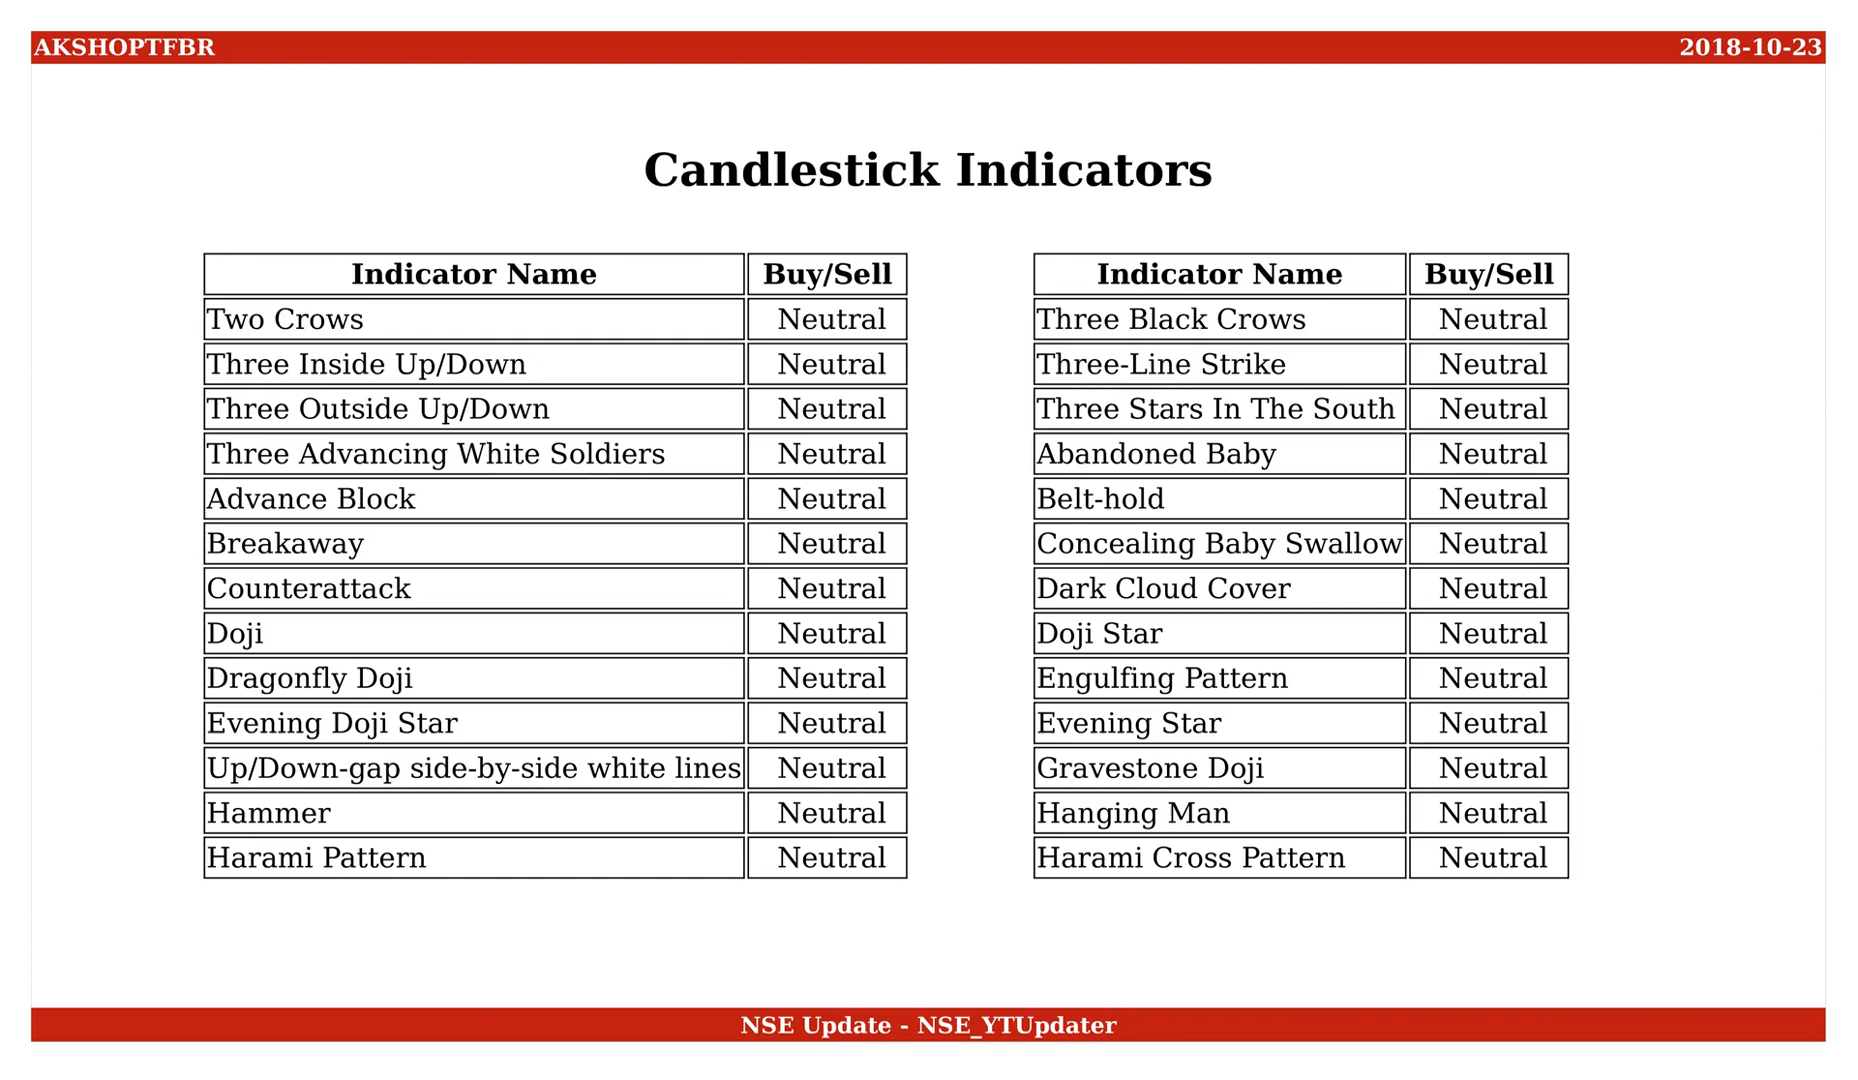 AKSHOPTFBR 2018-10-23
Candlestick Indicators
Indicator Name Buy/Sell Indicator Name Buy/Sell
Two Crows Neutral Three Black Crows Neutral
Three Inside Up/Down Neutral Three-Line Strike Neutral
Three Outside Up/Down Neutral Three Stars In The South Neutral
Three Advancing White Soldiers Neutral Abandoned Baby Neutral
Advance Block Neutral Belt-hold Neutral
Breakaway Neutral Concealing Baby Swallow Neutral
Counterattack Neutral Dark Cloud Cover Neutral
Doji Neutral Doji Star Neutral
Dragonfly Doji Neutral Engulfing Pattern Neutral
Evening Doji Star Neutral Evening Star Neutral
Up/Down-gap side-by-side white lines Neutral Gravestone Doji Neutral
Hammer Neutral Hanging Man Neutral
Harami Pattern Neutral Harami Cross Pattern Neutral
NSE Update - NSE_YTUpdater